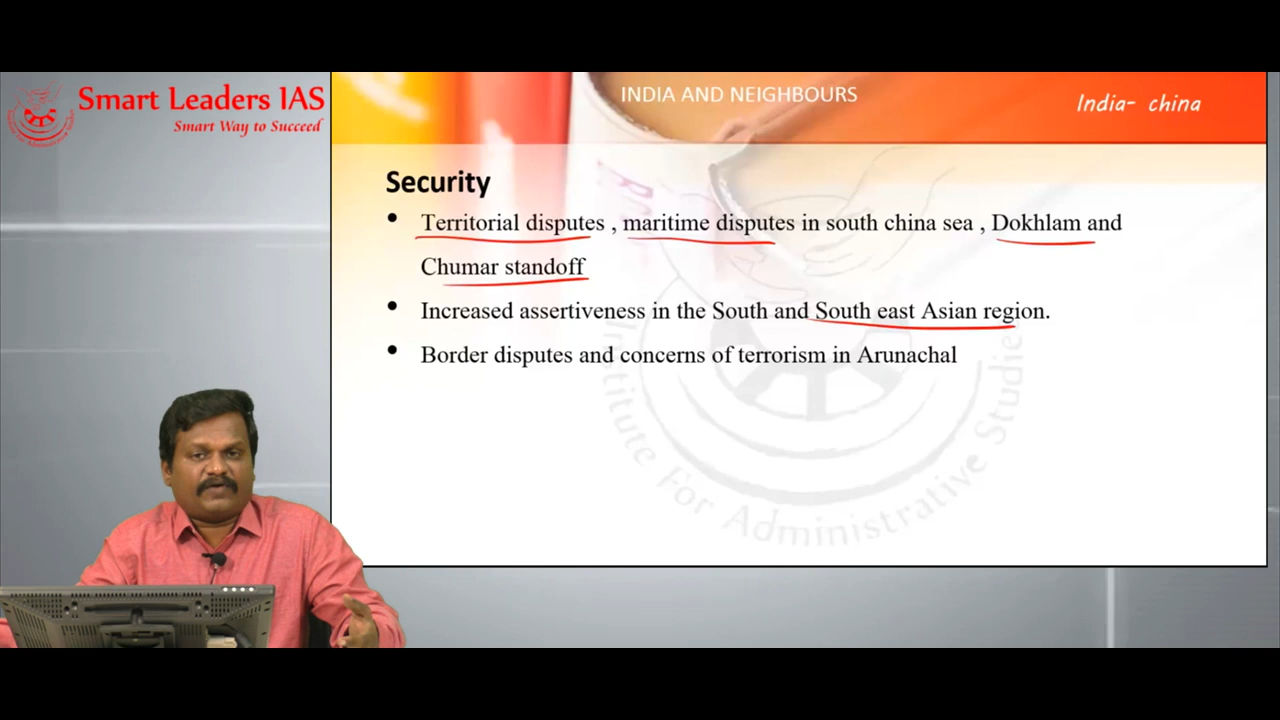 Smart Leaders IAS
Smart Way to Succeed
INDIA AND NEIGHBOURS
India- china
Security
• Territorial disputes , maritime disputes in south china sea , Dokhlam and
Chumar standoff
• Increased assertiveness in the South and South east Asian region.
• Border disputes and concerns of terrorism in Arunachal
Institute For Administrative Studie